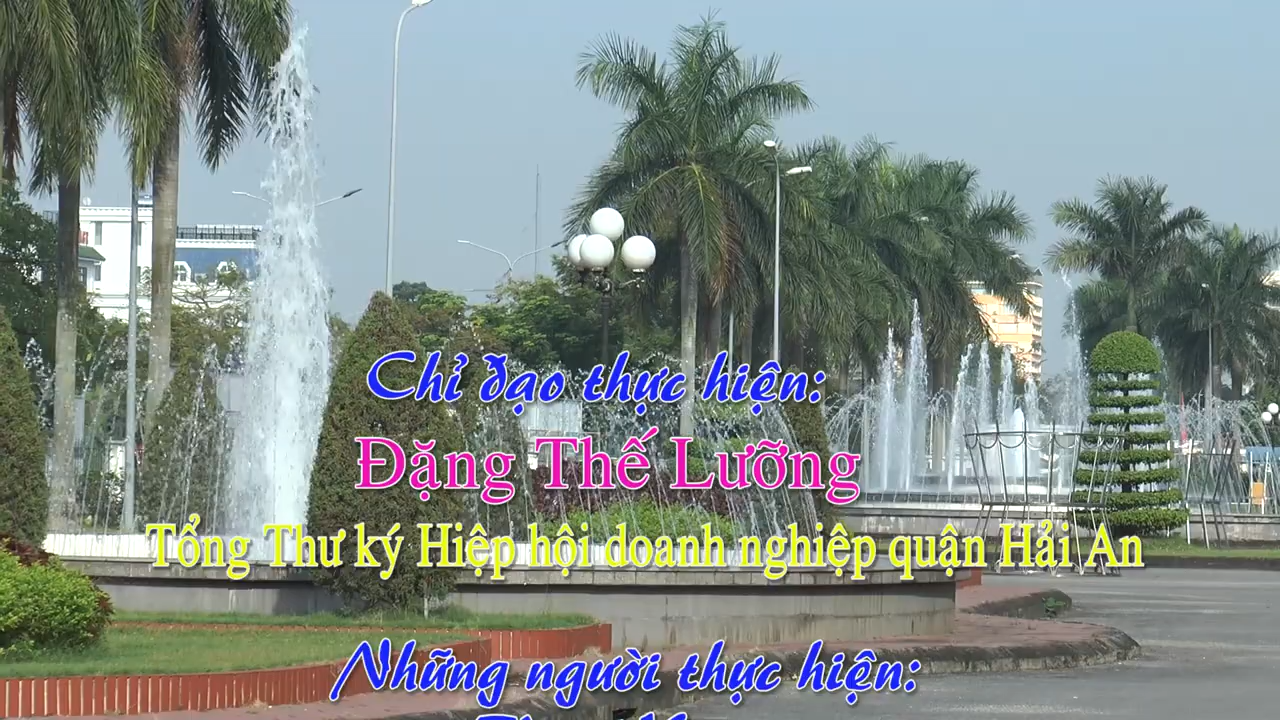 Chỉ đạo thực hiện:
Đặng Thế Lưỡng
Tổng Thư ký Hiệp hội doanh nghiệp quận Hải An
Những người thực hiện: